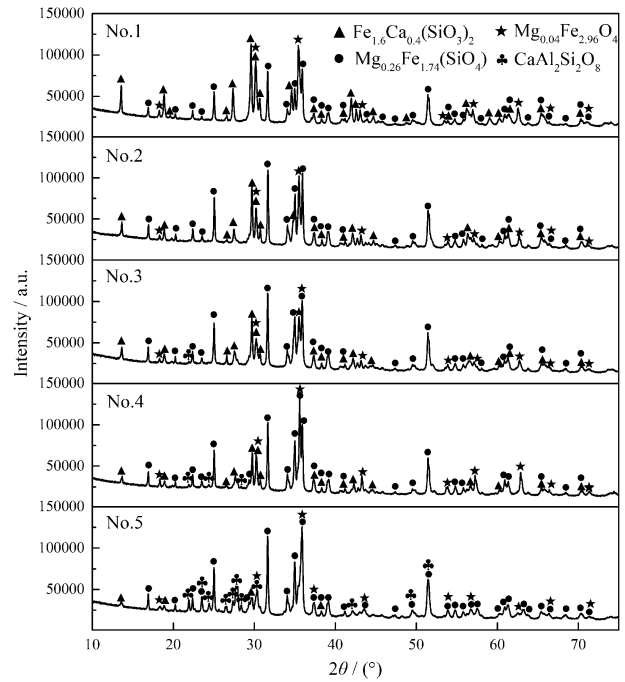 150000
No.1
▲ Fe1.6Ca0.4(SiO3)2 ★ Mg0.04Fe2.96O4
● Mg0.26Fe1.74(SiO4) ♣ CaAl2Si2O8
100000
50000
150000
No.2
100000
50000
150000
No.3
100000
50000
150000
No.4
100000
50000
150000
No.5
100000
50000
Intensity / a.u.
10 20 30 40 50 60 70
2θ / (°)